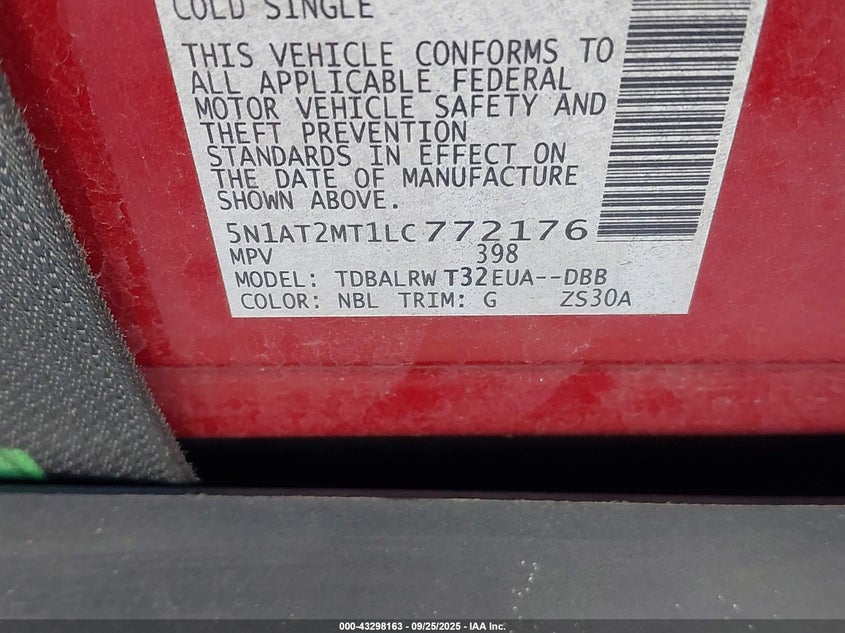 COLD SINGLE
THIS VEHICLE CONFORMS TO
ALL APPLICABLE FEDERAL
MOTOR VEHICLE SAFETY AND
THEFT PREVENTION
STANDARDS IN EFFECT ON
THE DATE OF MANUFACTURE
SHOWN ABOVE.
5N1AT2MT1LC772176
MPV 398
MODEL: TDBALRW T32EUA--DBB
COLOR: NBL TRIM: G ZS30A
000-43298163 - 09/25/2025 - IAA Inc.